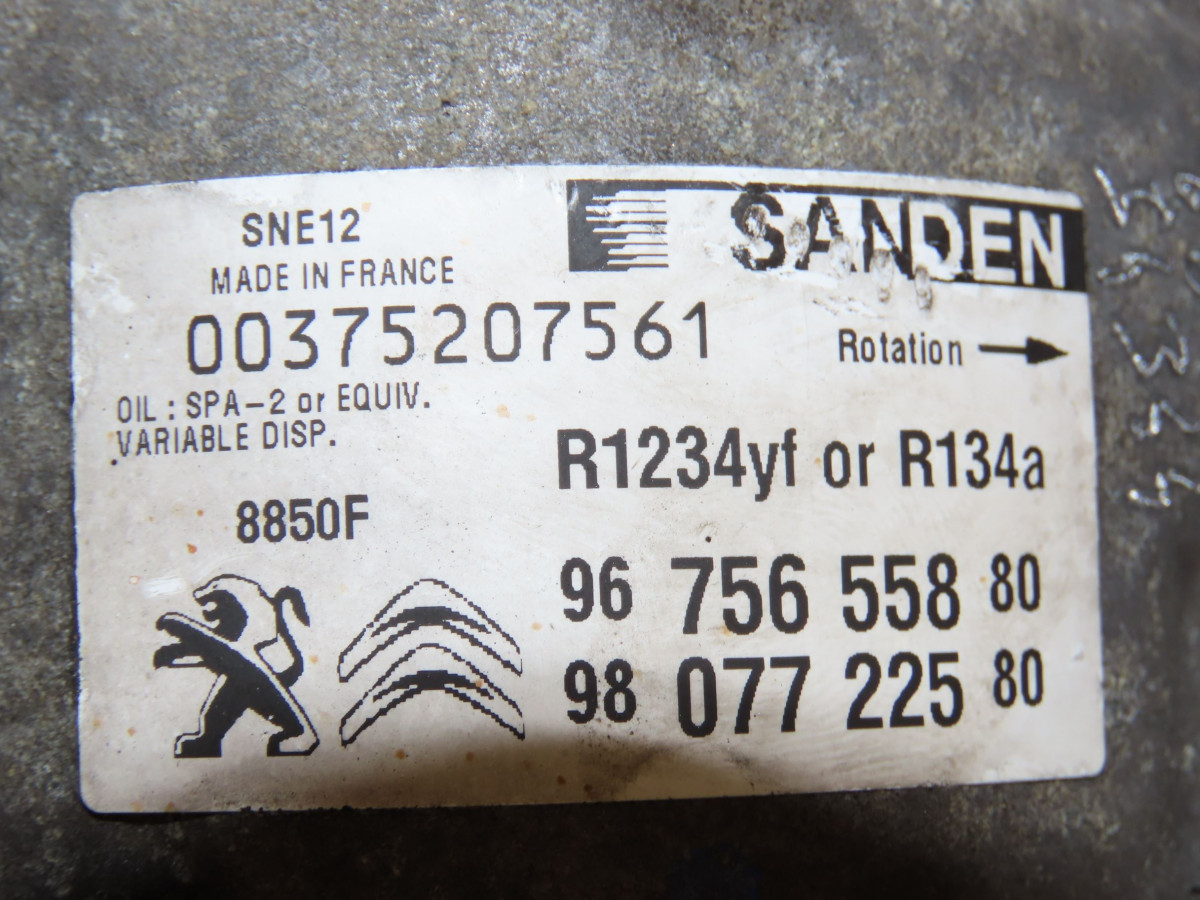 SNE12
MADE IN FRANCE
SANDEN
00375207561
Rotation
OIL : SPA-2 or EQUIV.
VARIABLE DISP.
R1234yf or R134a
8850F
96 756 558 80
98 077 225 80